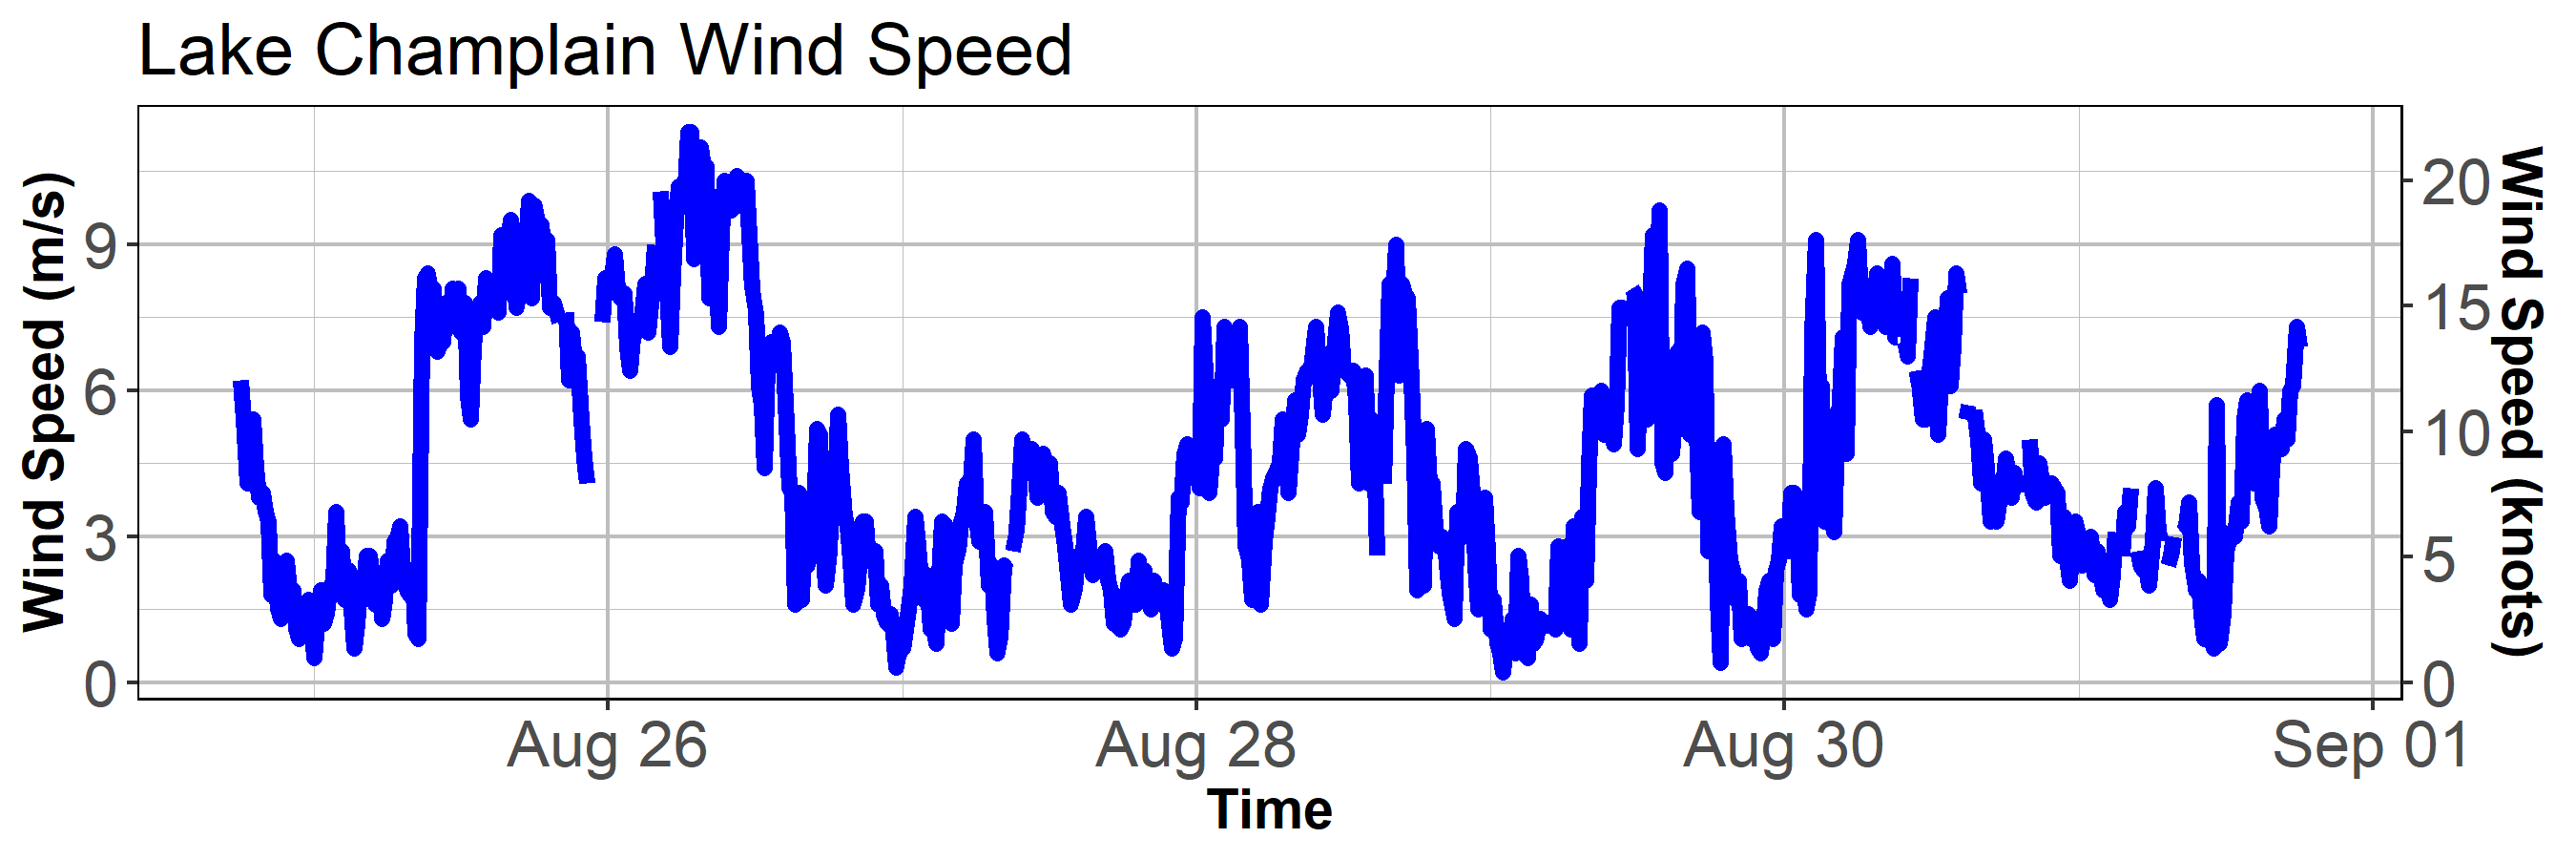 Lake Champlain Wind Speed
Wind Speed (m/s)
9
6
3
0
20
15
10
5
0
Wind Speed (knots)
Aug 26
Aug 28
Aug 30
Sep 01
Time